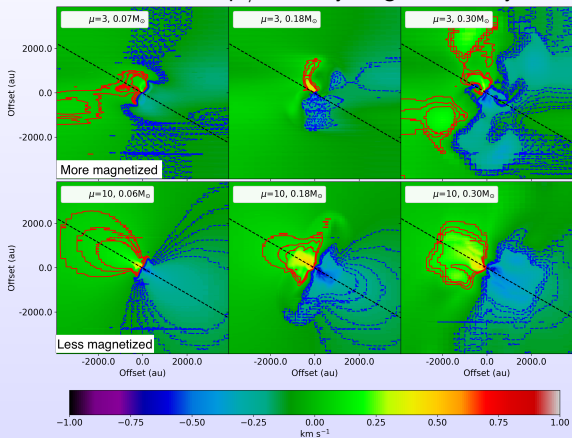 μ=3, 0.07M⊙
μ=3, 0.18M⊙
μ=3, 0.30M⊙
4000.0
2000.0
0.0
-2000.0
Offset (au)
More magnetized
μ=10, 0.06M⊙
μ=10, 0.18M⊙
μ=10, 0.30M⊙
4000.0
2000.0
0.0
-2000.0
Offset (au)
Less magnetized
-2000.0 0.0 2000.0
-2000.0 0.0 2000.0
-2000.0 0.0 2000.0
Offset (au)
Offset (au)
Offset (au)
−1.00 −0.75 −0.50 −0.25 0.00 0.25 0.50 0.75 1.00
km s⁻¹